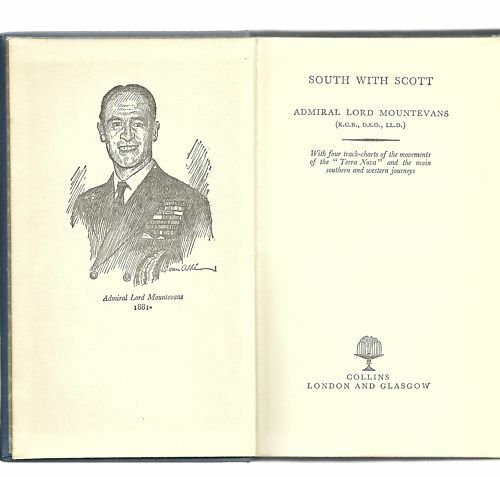 Admiral Lord Mountevans
1881-
SOUTH WITH SCOTT
ADMIRAL LORD MOUNTEVANS
(K.C.B., D.S.O., LL.D.)
With four track-charts of the movements
of the "Terra Nova" and the main
southern and western journeys
COLLINS
LONDON AND GLASGOW